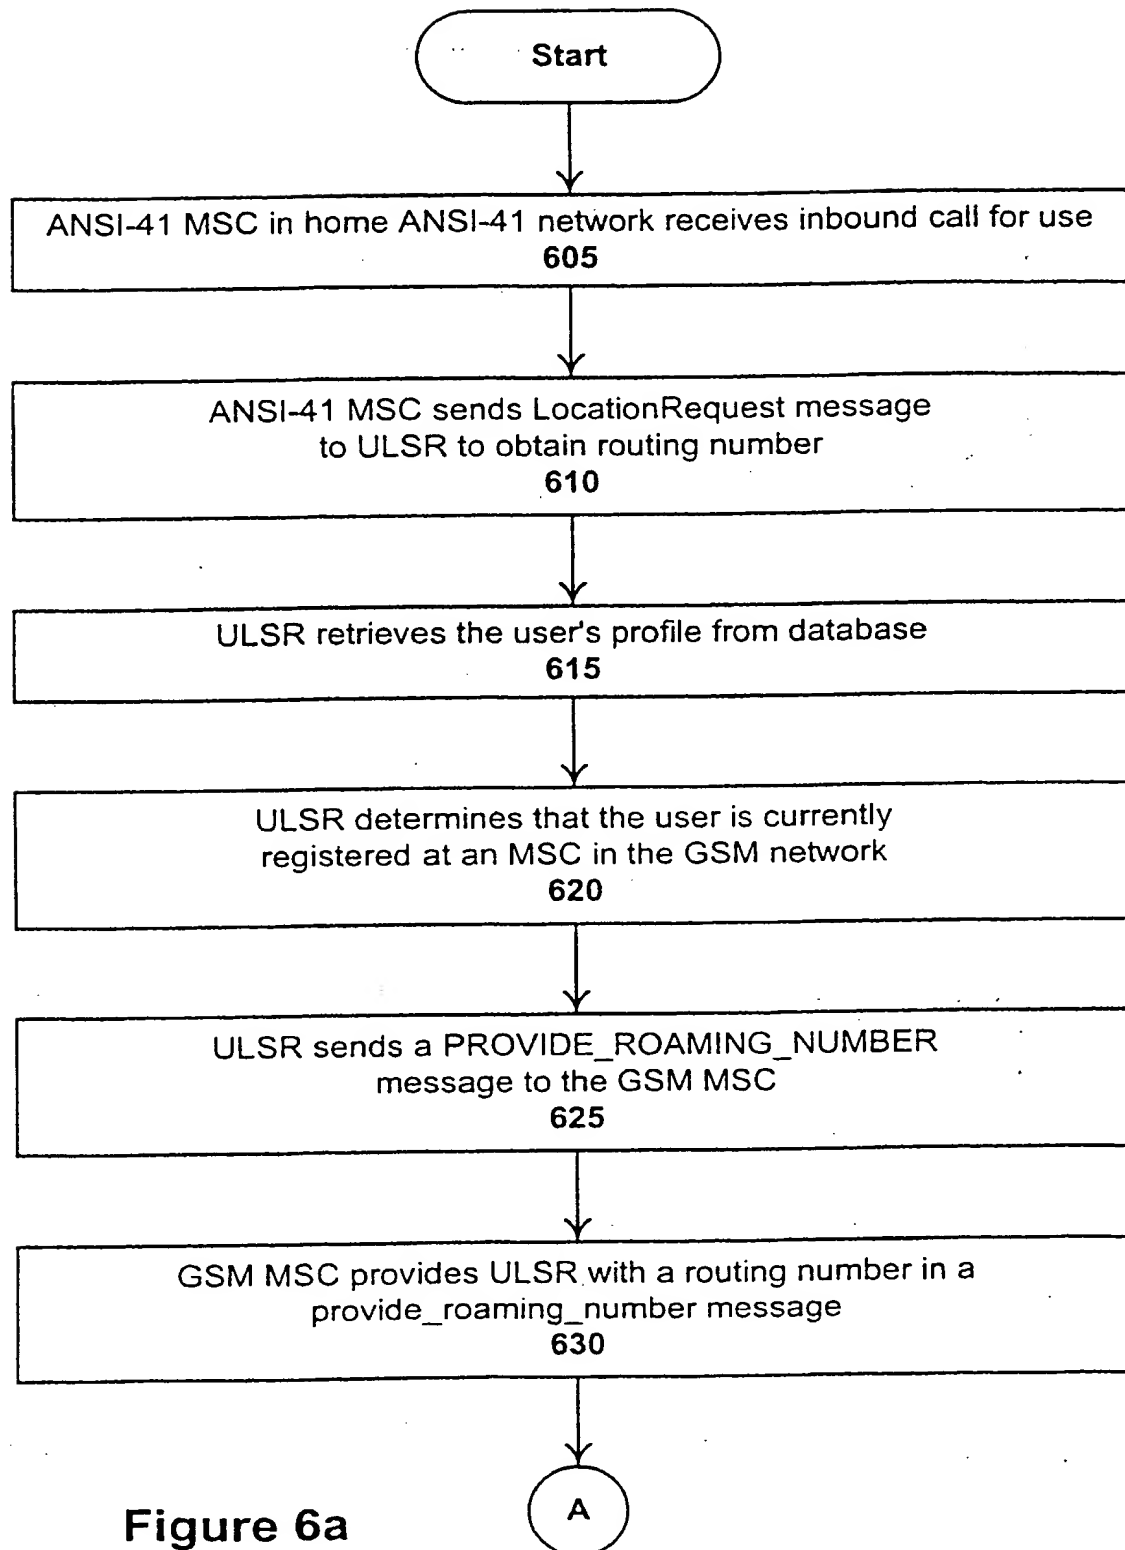 Start
ANSI-41 MSC in home ANSI-41 network receives inbound call for use
605
ANSI-41 MSC sends LocationRequest message
to ULSR to obtain routing number
610
ULSR retrieves the user's profile from database
615
ULSR determines that the user is currently
registered at an MSC in the GSM network
620
ULSR sends a PROVIDE_ROAMING_NUMBER
message to the GSM MSC
625
GSM MSC provides ULSR with a routing number in a
provide_roaming_number message
630
A
Figure 6a